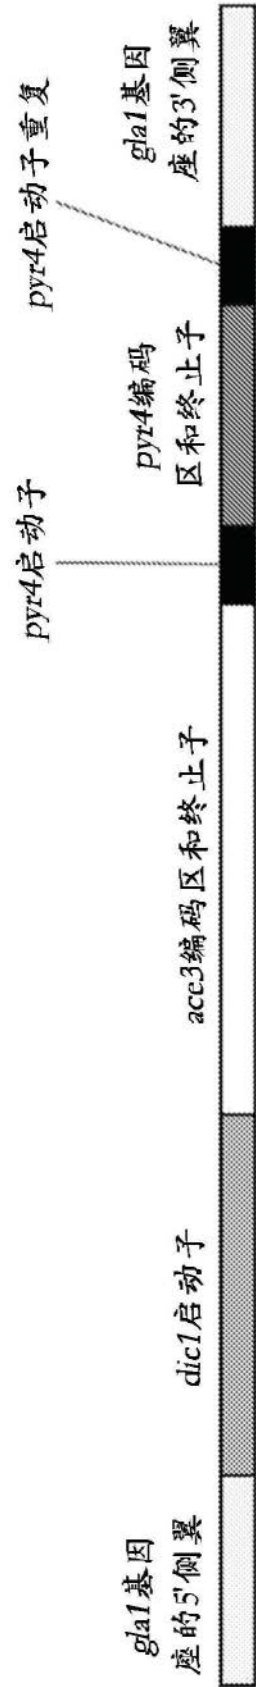 gla1基因
座的5'侧翼
dic1启动子
ace3编码区和终止子
pyr4启动子
pyr4编码
区和终止子
pyr4启动子重复
gla1基因
座的3'侧翼